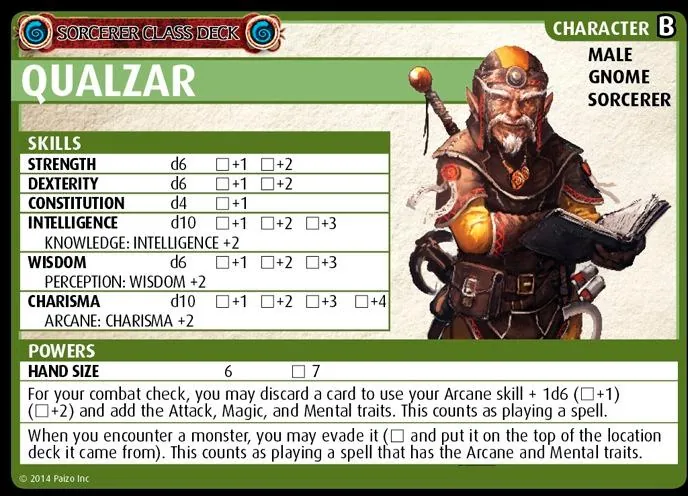 SORCERER CLASS DECK
CHARACTER B
QUALZAR
MALE
GNOME
SORCERER
SKILLS
STRENGTH d6 ☐+1 ☐+2
DEXTERITY d6 ☐+1 ☐+2
CONSTITUTION d4 ☐+1
INTELLIGENCE d10 ☐+1 ☐+2 ☐+3
KNOWLEDGE: INTELLIGENCE +2
WISDOM d6 ☐+1 ☐+2 ☐+3
PERCEPTION: WISDOM +2
CHARISMA d10 ☐+1 ☐+2 ☐+3 ☐+4
ARCANE: CHARISMA +2
POWERS
HAND SIZE 6 ☐ 7
For your combat check, you may discard a card to use your Arcane skill + 1d6 (☐+1)
(☐+2) and add the Attack, Magic, and Mental traits. This counts as playing a spell.
When you encounter a monster, you may evade it (☐ and put it on the top of the location
deck it came from). This counts as playing a spell that has the Arcane and Mental traits.
© 2014 Paizo Inc